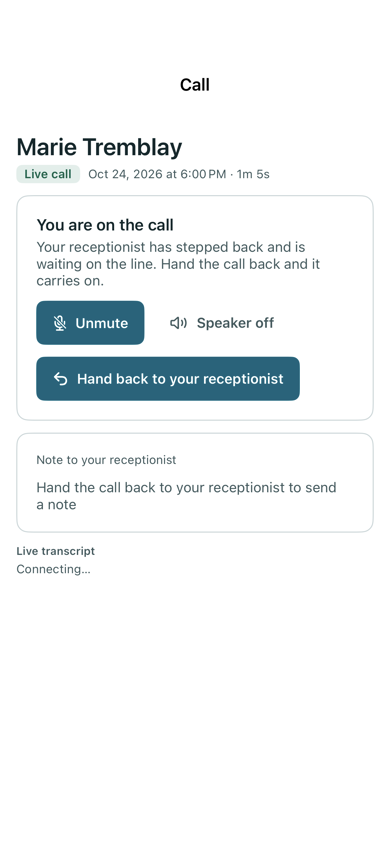 Call
Marie Tremblay
Live call Oct 24, 2026 at 6:00 PM · 1m 5s
You are on the call
Your receptionist has stepped back and is
waiting on the line. Hand the call back and it
carries on.
Unmute Speaker off
Hand back to your receptionist
Note to your receptionist
Hand the call back to your receptionist to send
a note
Live transcript
Connecting...